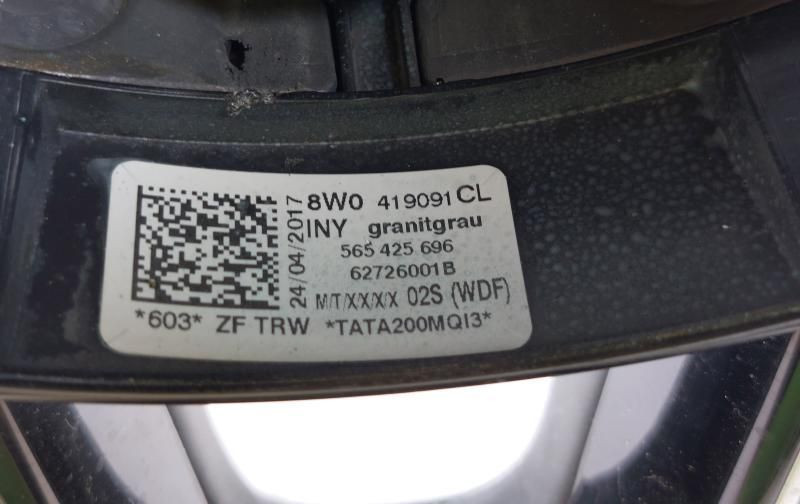 8W0 419091 CL
INY granitgrau
565 425 696
62726001B
M/T/X/X/X/X 02S (WDF)
24/04/2017
*603* ZF TRW *TATA200MQI3*